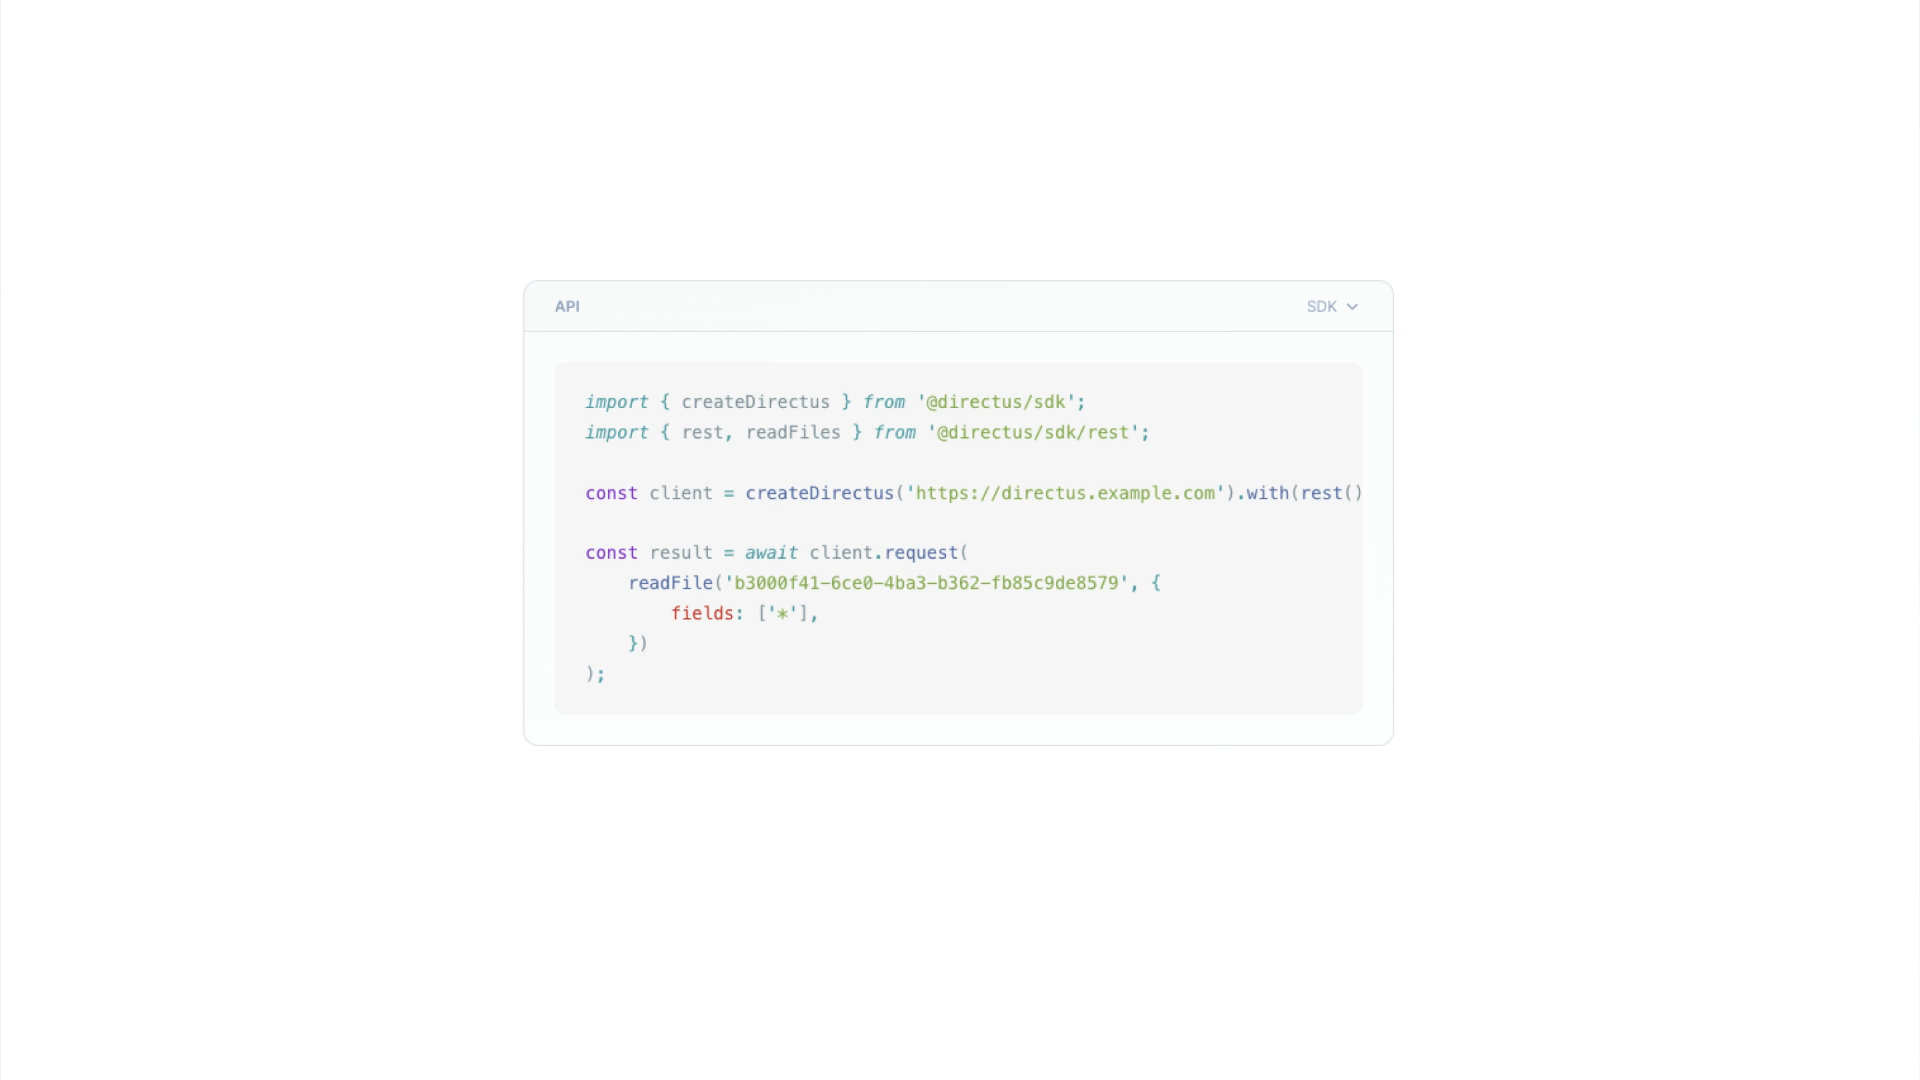 API
SDK
import { createDirectus } from '@directus/sdk';
import { rest, readFiles } from '@directus/sdk/rest';
const client = createDirectus('https://directus.example.com').with(rest()
const result = await client.request(
readFile('b3000f41-6ce0-4ba3-b362-fb85c9de8579', {
fields: ['*'],
})
);